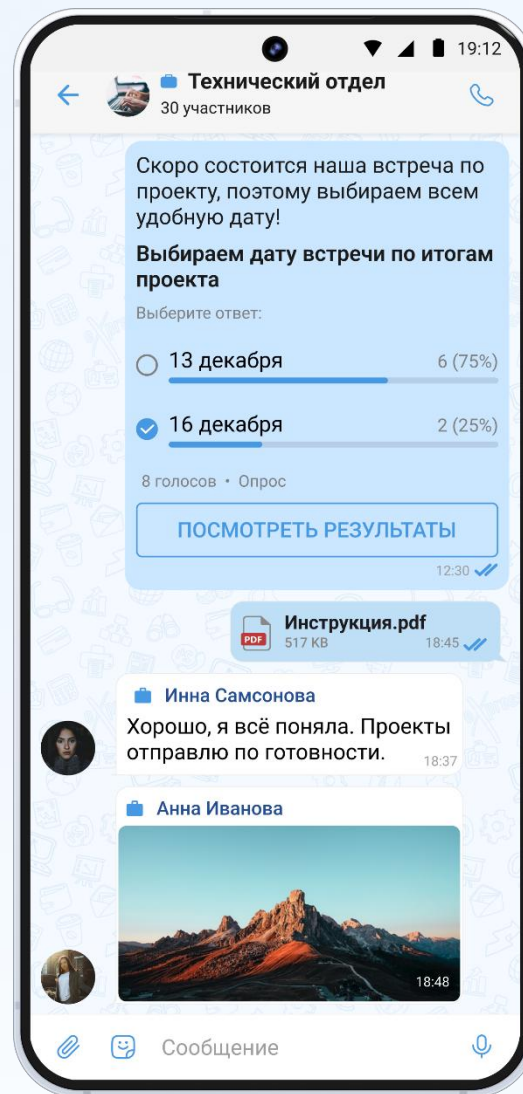 19:12
Технический отдел
30 участников
Скоро состоится наша встреча по
проекту, поэтому выбираем всем
удобную дату!
Выбираем дату встречи по итогам
проекта
Выберите ответ:
13 декабря 6 (75%)
16 декабря 2 (25%)
8 голосов • Опрос
ПОСМОТРЕТЬ РЕЗУЛЬТАТЫ
12:30
PDF
Инструкция.pdf
517 KB 18:45
Инна Самсонова
Хорошо, я всё поняла. Проекты
отправлю по готовности.
18:37
Анна Иванова
18:48
Сообщение